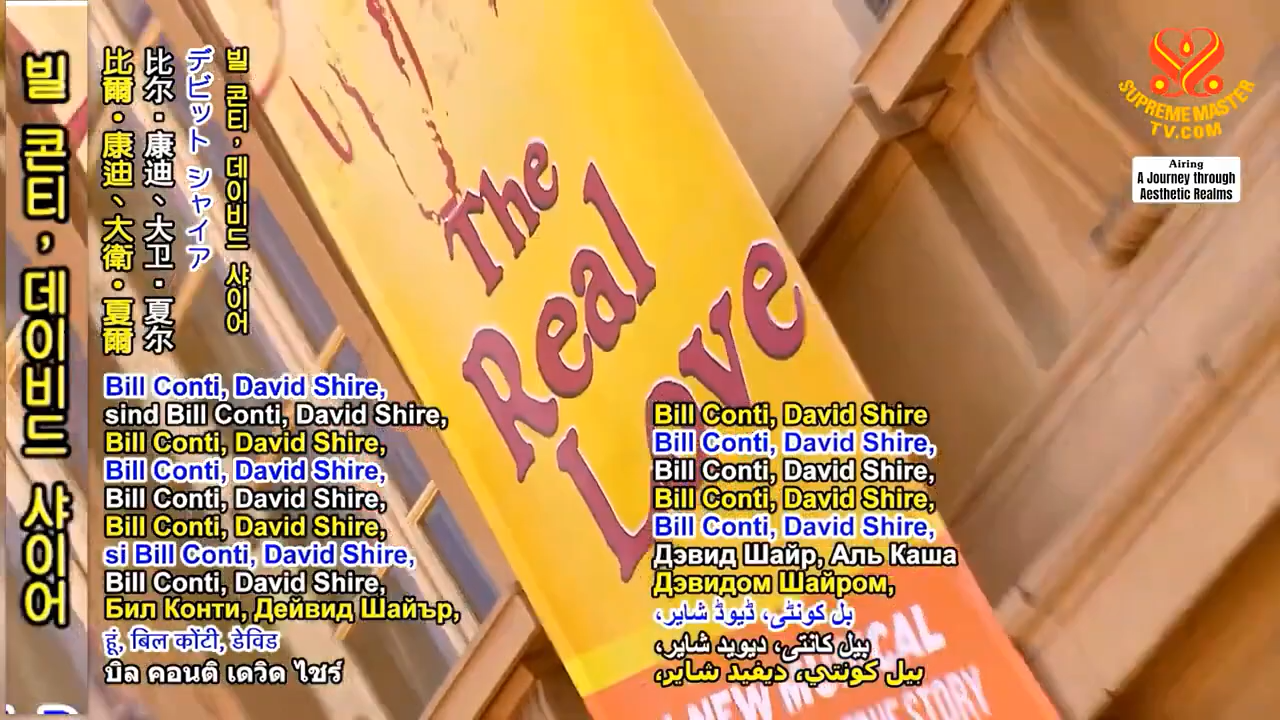 빌 콘티, 데이비드 샤이어
比爾・康迪、大衛・夏爾
比尔・康迪、大卫・夏尔
デビット シャイア
빌 콘티, 데이비드 샤이어
Bill Conti, David Shire,
sind Bill Conti, David Shire,
Bill Conti, David Shire,
Bill Conti, David Shire,
Bill Conti, David Shire,
Bill Conti, David Shire,
si Bill Conti, David Shire,
Bill Conti, David Shire,
Бил Конти, Дейвид Шайър,
हूं, बिल कोंटी, डेविड
บิล คอนติ เดวิด ไชร์
Bill Conti, David Shire
Bill Conti, David Shire,
Bill Conti, David Shire,
Bill Conti, David Shire,
Bill Conti, David Shire,
Дэвид Шайр, Аль Каша
Дэвидом Шайром,
بل کونٹی، ڈیوڈ شایر،
بیل کانتی، دیوید شایر،
بيل كونتي، ديفيد شاير،
The
Real
Love
NEW MUSICAL
STORY
SUPREME MASTER
TV.COM
Airing
A Journey through
Aesthetic Realms